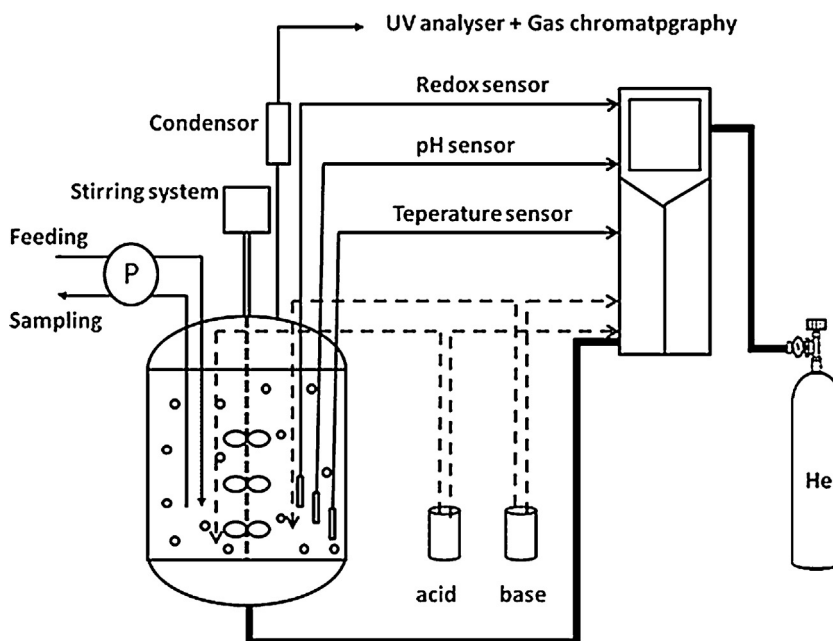 UV analyser + Gas chromatpgraphy
Redox sensor
Condensor
pH sensor
Stirring system
Teperature sensor
Feeding
P
Sampling
He
acid
base